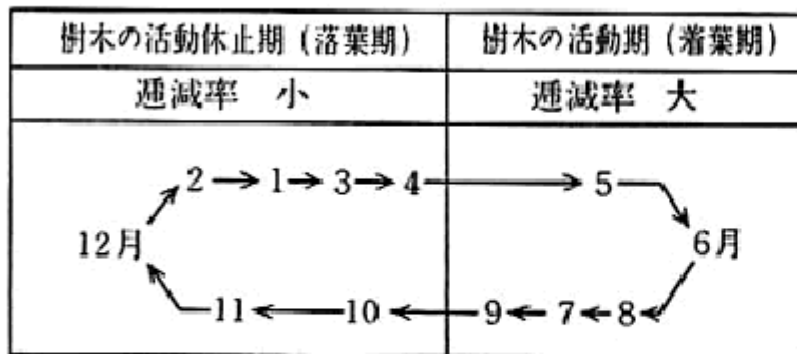 樹木の活動休止期(落葉期) 樹木の活動期(着葉期)
逓減率 小 逓減率 大
2 → 1 → 3 → 4 → 5
12月 6月
11 ← 10 ← 9 ← 7 ← 8